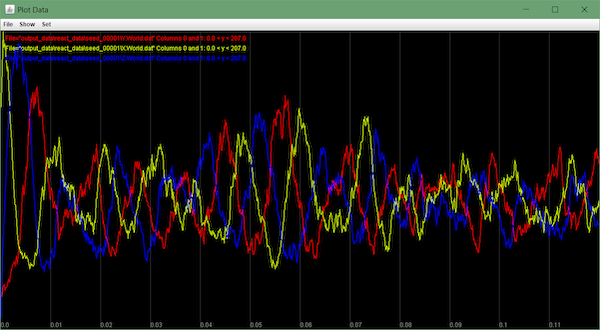 Plot Data
File Show Set
File="output_data\react_data\seed_00001\Y.World.dat" Columns 0 and 1: 0.0 < y < 207.0
File="output_data\react_data\seed_00001\X.World.dat" Columns 0 and 1: 0.0 < y < 207.0
0.0 0.01 0.02 0.03 0.04 0.05 0.06 0.07 0.08 0.09 0.1 0.11